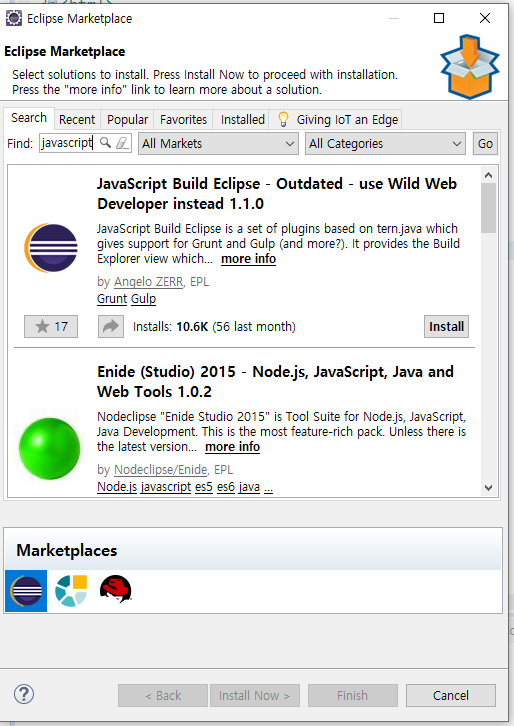 <html>
Eclipse Marketplace
Eclipse Marketplace
Select solutions to install. Press Install Now to proceed with installation.
Press the "more info" link to learn more about a solution.
Search Recent Popular Favorites Installed Giving IoT an Edge
Find: javascript All Markets All Categories Go
JavaScript Build Eclipse - Outdated - use Wild Web
Developer instead 1.1.0
JavaScript Build Eclipse is a set of plugins based on tern.java which
gives support for Grunt and Gulp (and more?). It provides the Build
Explorer view which... more info
by Angelo ZERR, EPL
Grunt Gulp
17 Installs: 10.6K (56 last month) Install
Enide (Studio) 2015 - Node.js, JavaScript, Java and
Web Tools 1.0.2
Nodeclipse "Enide Studio 2015" is Tool Suite for Node.js, JavaScript,
Java Development. This is the most feature-rich pack. Unless there is
the latest version... more info
by Nodeclipse/Enide, EPL
Node.js javascript es5 es6 java ...
Marketplaces
? < Back Install Now > Finish Cancel